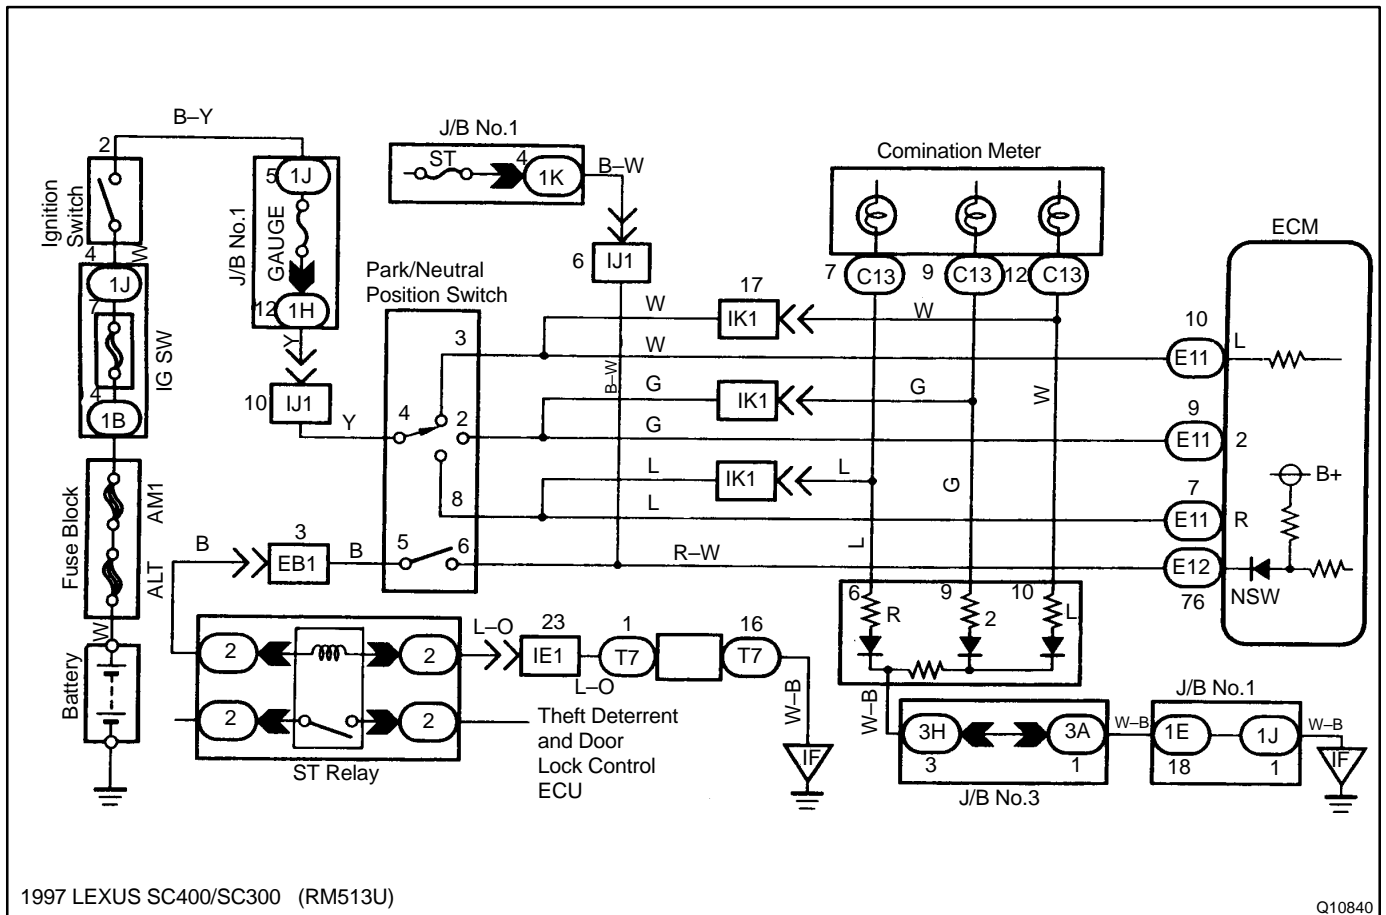 B–Y
2
J/B No.1
ST
4
1K
B–W
Comination Meter
Ignition Switch
5
1J
J/B No.1
GAUGE
12
1H
Y
4
W
1J
7
IG SW
4
1B
6
IJ1
7
C13
9
C13
12
C13
ECM
Park/Neutral
Position Switch
10
IJ1
Y
3
4
2
8
5
6
B–W
W
17
IK1
W
W
G
IK1
G
G
L
IK1
L
L
R–W
L
G
W
10
E11
L
9
E11
2
7
E11
R
E12
76
B+
NSW
Fuse Block
AM1
ALT
W
Battery
B
3
EB1
B
2
2
2
2
ST Relay
L–O
23
IE1
L–O
1
T7
16
T7
W–B
IF
Theft Deterrent
and Door
Lock Control
ECU
6
R
9
2
10
L
W–B
3H
3
3A
1
J/B No.3
W–B
J/B No.1
1E
18
1J
1
W–B
IF
1997 LEXUS SC400/SC300 (RM513U)
Q10840